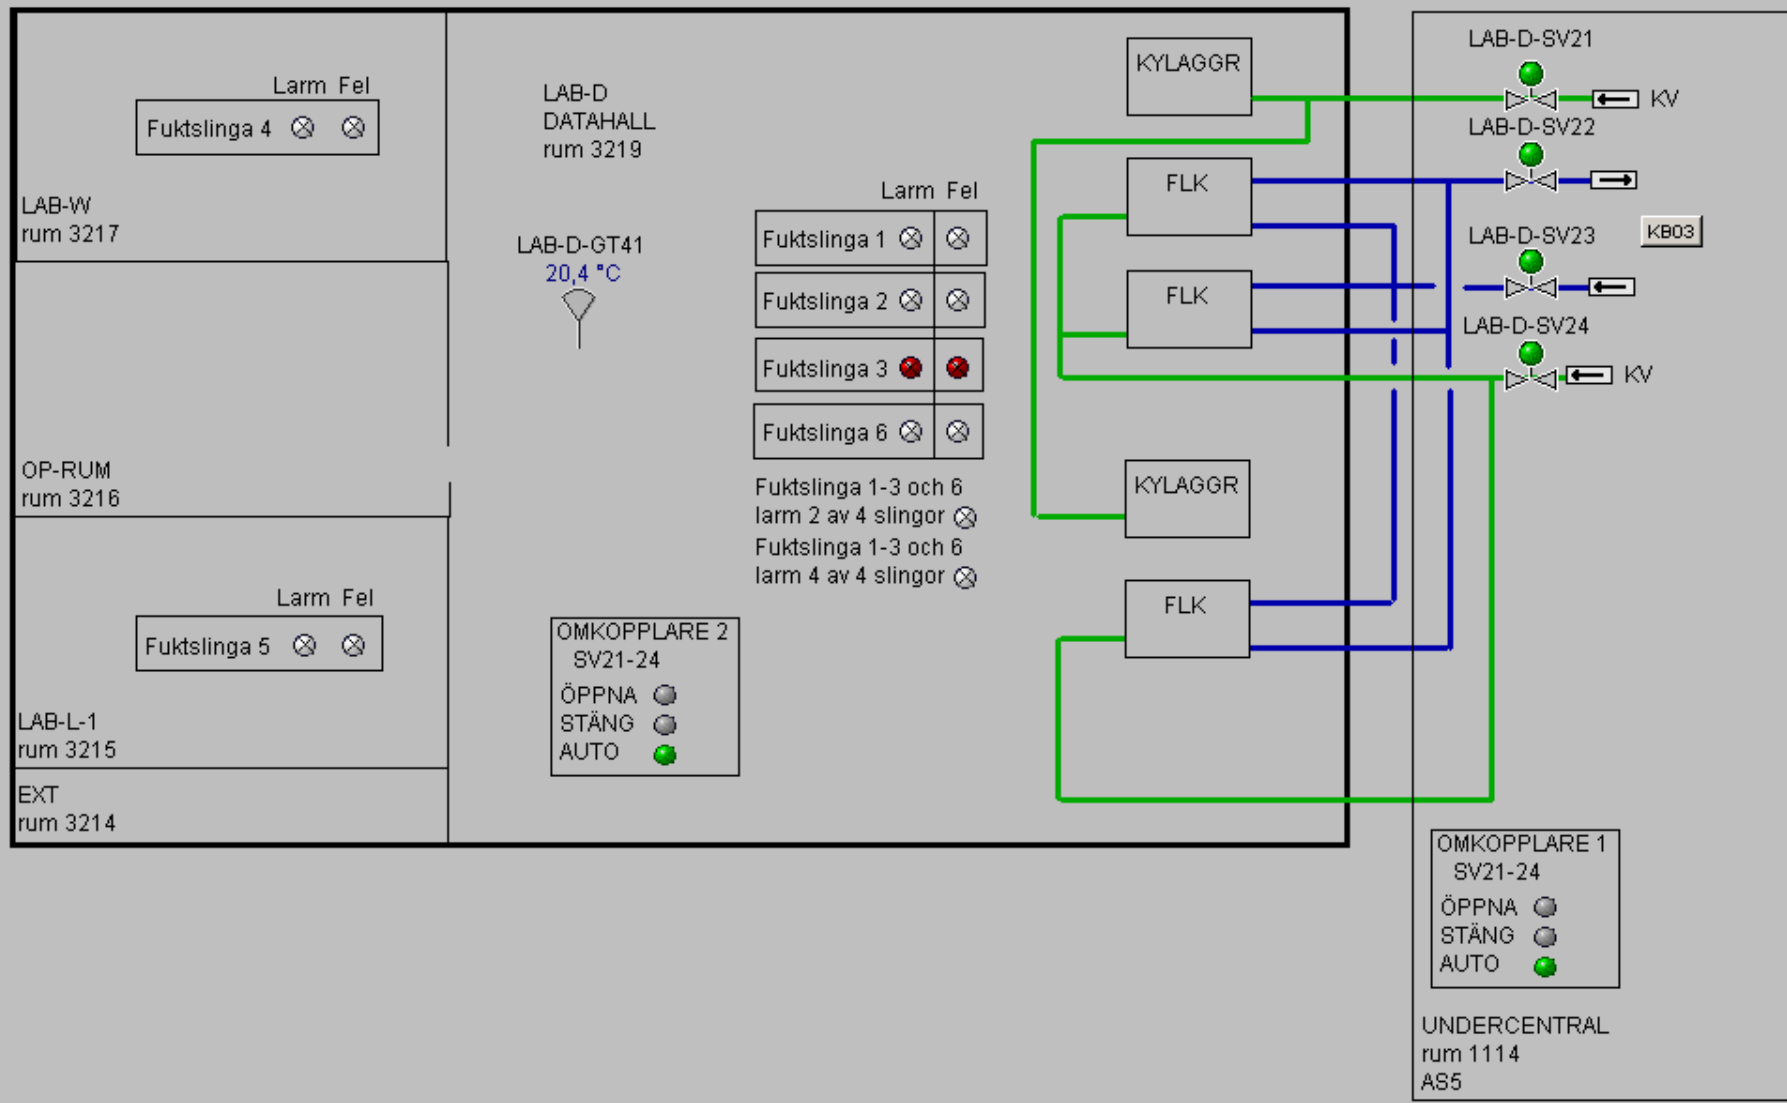 Larm Fel
Fuktslinga 4
LAB-W
rum 3217
OP-RUM
rum 3216
Larm Fel
Fuktslinga 5
LAB-L-1
rum 3215
EXT
rum 3214
LAB-D
DATAHALL
rum 3219
LAB-D-GT41
20,4 °C
Larm Fel
Fuktslinga 1
Fuktslinga 2
Fuktslinga 3
Fuktslinga 6
Fuktslinga 1-3 och 6
larm 2 av 4 slingor
Fuktslinga 1-3 och 6
larm 4 av 4 slingor
OMKOPPLARE 2
SV21-24
ÖPPNA
STÄNG
AUTO
KYLAGGR
FLK
FLK
KYLAGGR
FLK
LAB-D-SV21
KV
LAB-D-SV22
LAB-D-SV23
KB03
LAB-D-SV24
KV
OMKOPPLARE 1
SV21-24
ÖPPNA
STÄNG
AUTO
UNDERCENTRAL
rum 1114
AS5